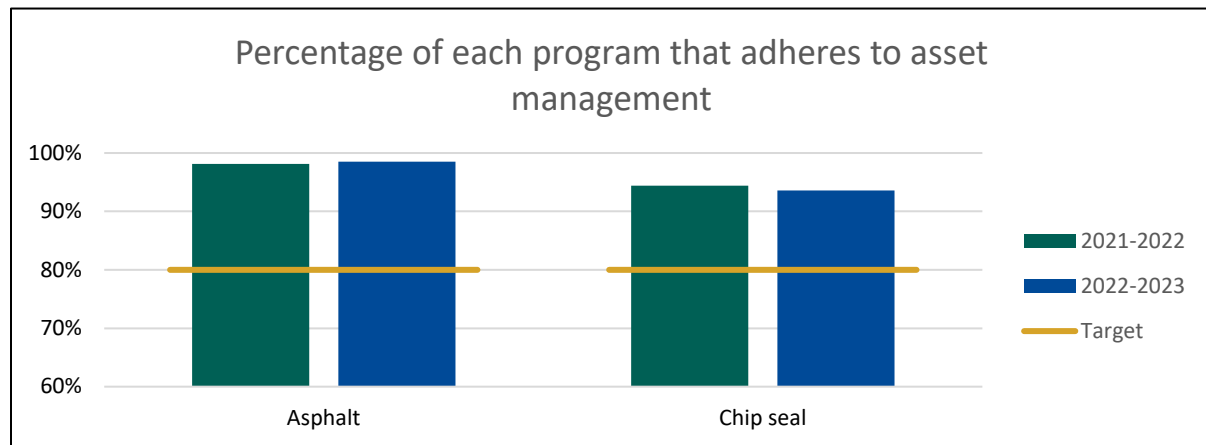 Percentage of each program that adheres to asset
management
100%
90%
80%
70%
60%
Asphalt
Chip seal
2021-2022
2022-2023
Target